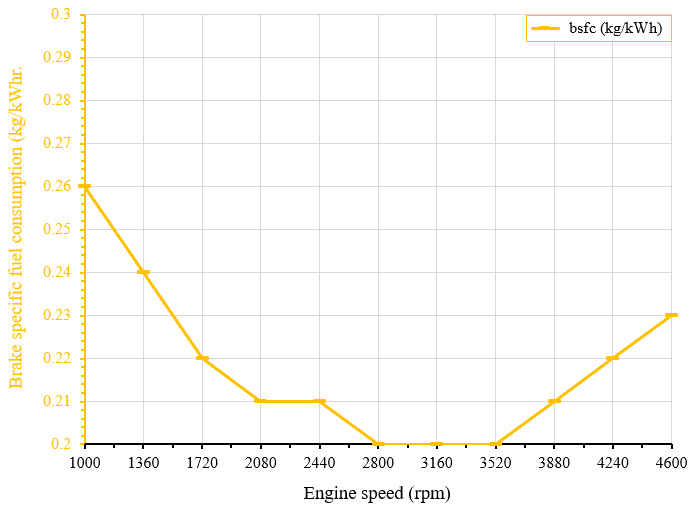 0.3
bsfc (kg/kWh)
0.29
0.28
0.27
0.26
0.25
0.24
0.23
0.22
0.21
0.2
Brake specific fuel consumption (kg/kWhr.
1000 1360 1720 2080 2440 2800 3160 3520 3880 4240 4600
Engine speed (rpm)